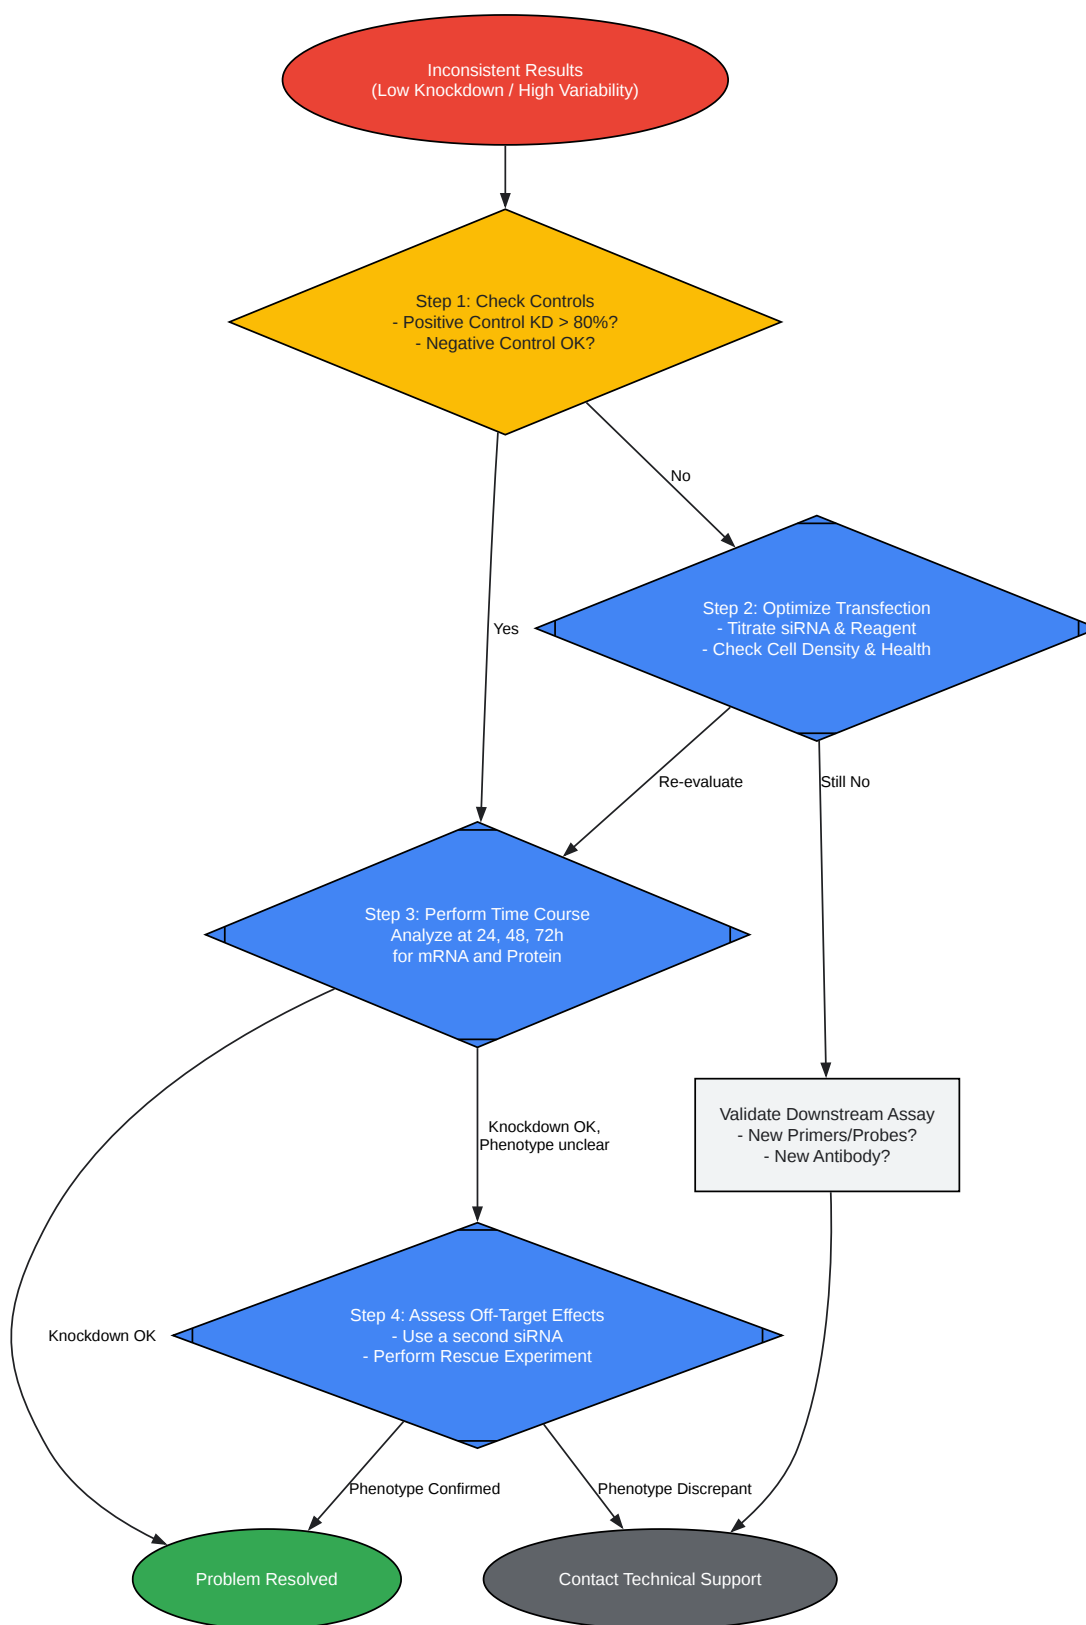 Inconsistent Results
(Low Knockdown / High Variability)
Step 1: Check Controls
- Positive Control KD > 80%?
- Negative Control OK?
No
Yes
Step 2: Optimize Transfection
- Titrate siRNA & Reagent
- Check Cell Density & Health
Re-evaluate
Still No
Step 3: Perform Time Course
Analyze at 24, 48, 72h
for mRNA and Protein
Knockdown OK,
Phenotype unclear
Validate Downstream Assay
- New Primers/Probes?
- New Antibody?
Knockdown OK
Step 4: Assess Off-Target Effects
- Use a second siRNA
- Perform Rescue Experiment
Phenotype Confirmed
Phenotype Discrepant
Problem Resolved
Contact Technical Support